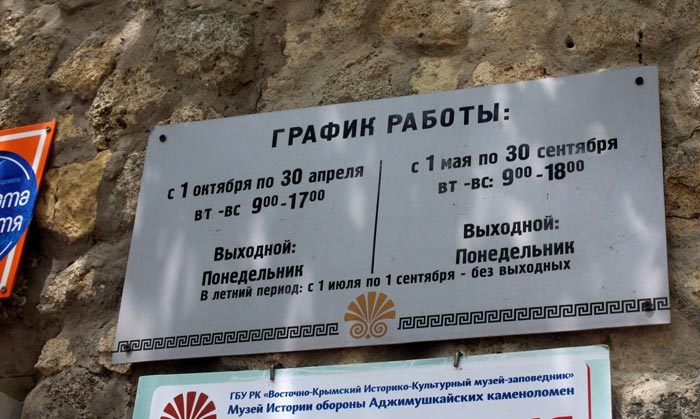 ГРАФИК РАБОТЫ:
с 1 октября по 30 апреля
вт -вс 9⁰⁰-17⁰⁰
Выходной:
Понедельник
с 1 мая по 30 сентября
вт -вс: 9⁰⁰-18⁰⁰
Выходной:
Понедельник
В летний период: с 1 июля по 1 сентября - без выходных
ГБУ РК «Восточно-Крымский Историко-Культурный музей-заповедник»
Музей Истории обороны Аджимушкайских каменоломен